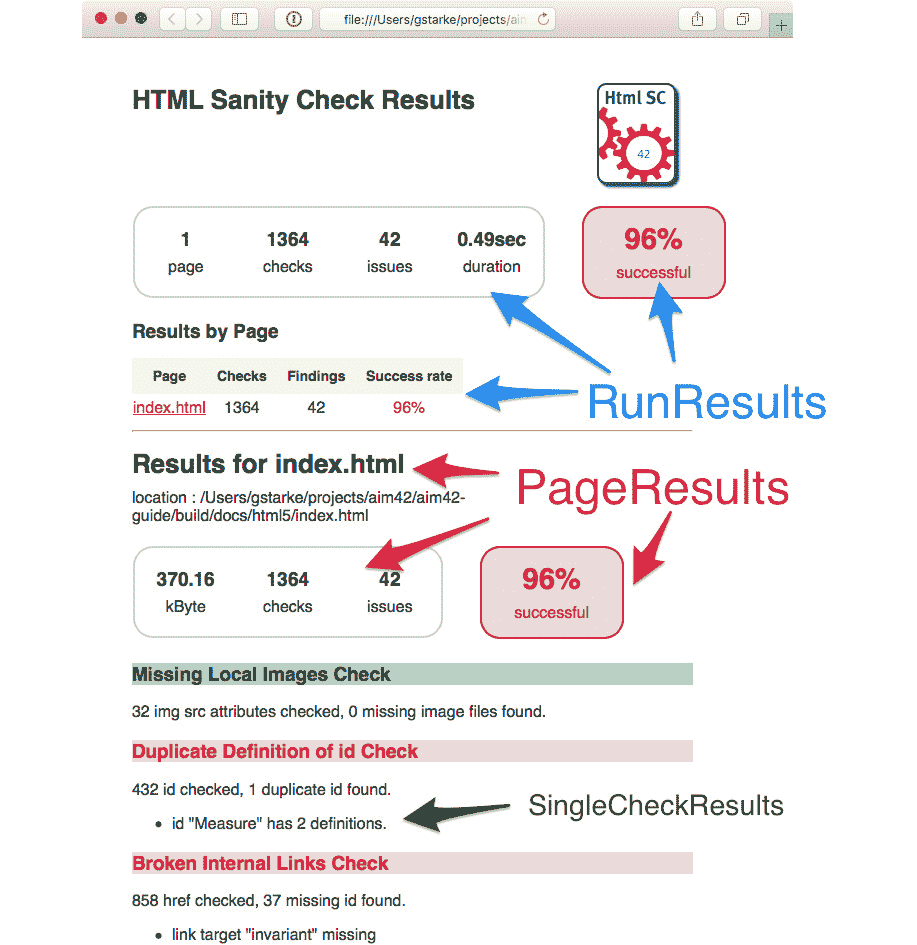 file:///Users/gstarke/projects/aim
HTML Sanity Check Results
Html SC
42
1 1364 42 0.49sec
page checks issues duration
96%
successful
Results by Page
Page Checks Findings Success rate
index.html 1364 42 96%
RunResults
Results for index.html
location : /Users/gstarke/projects/aim42/aim42-
guide/build/docs/html5/index.html
PageResults
370.16 1364 42
kByte checks issues
96%
successful
Missing Local Images Check
32 img src attributes checked, 0 missing image files found.
Duplicate Definition of id Check
432 id checked, 1 duplicate id found.
• id "Measure" has 2 definitions.
SingleCheckResults
Broken Internal Links Check
858 href checked, 37 missing id found.
• link target "invariant" missing